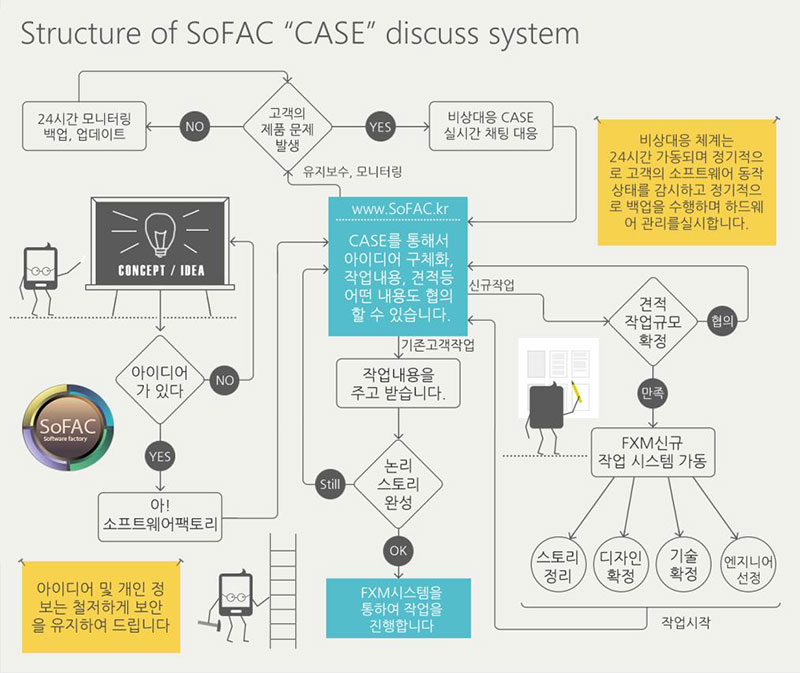 Structure of SoFAC “CASE” discuss system
24시간 모니터링
백업, 업데이트
NO
고객의
제품 문제
발생
YES
비상대응 CASE
실시간 채팅 대응
유지보수, 모니터링
비상대응 체계는
24시간 가동되며 정기적으
로 고객의 소프트웨어 동작
상태를 감시하고 정기적으
로 백업을 수행하며 하드웨
어 관리를실시합니다.
CONCEPT / IDEA
www.SoFAC.kr
CASE를 통해서
아이디어 구체화,
작업내용, 견적등
어떤 내용도 협의
할 수 있습니다.
신규작업
견적
작업규모
확정
협의
기존고객작업
아이디어
가 있다
NO
작업내용을
주고 받습니다.
만족
SoFAC
Software factory
YES
FXM신규
작업 시스템 가동
논리
스토리
완성
Still
아!
소프트웨어팩토리
OK
스토리
정리
디자인
확정
기술
확정
엔지니어
선정
아이디어 및 개인 정
보는 철저하게 보안
을 유지하여 드립니다
FXM시스템을
통하여 작업을
진행합니다
작업시작